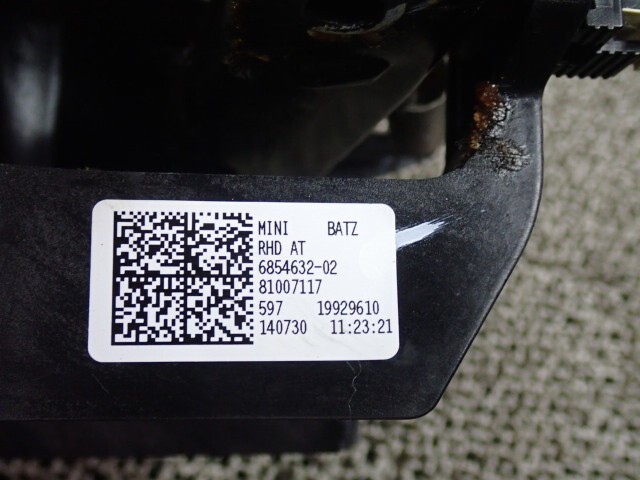 MINI BATZ
RHD AT
6854632-02
81007117
597 19929610
140730 11:23:21